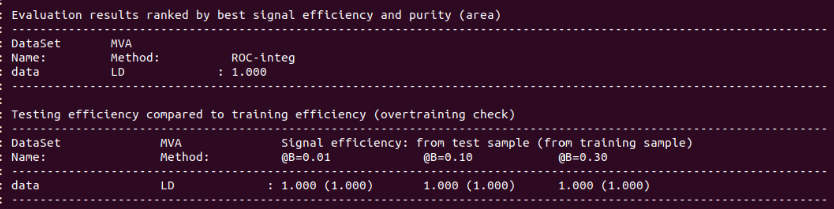 :
: Evaluation results ranked by best signal efficiency and purity (area)
: -------------------------------------------------------------------------------------------------------------------
: DataSet       MVA
: Name:         Method:          ROC-integ
: data          LD             : 1.000
: -------------------------------------------------------------------------------------------------------------------
:
: Testing efficiency compared to training efficiency (overtraining check)
: -------------------------------------------------------------------------------------------------------------------
: DataSet              MVA              Signal efficiency: from test sample (from training sample)
: Name:                Method:          @B=0.01             @B=0.10            @B=0.30
: -------------------------------------------------------------------------------------------------------------------
: data                 LD             : 1.000 (1.000)       1.000 (1.000)      1.000 (1.000)
: -------------------------------------------------------------------------------------------------------------------